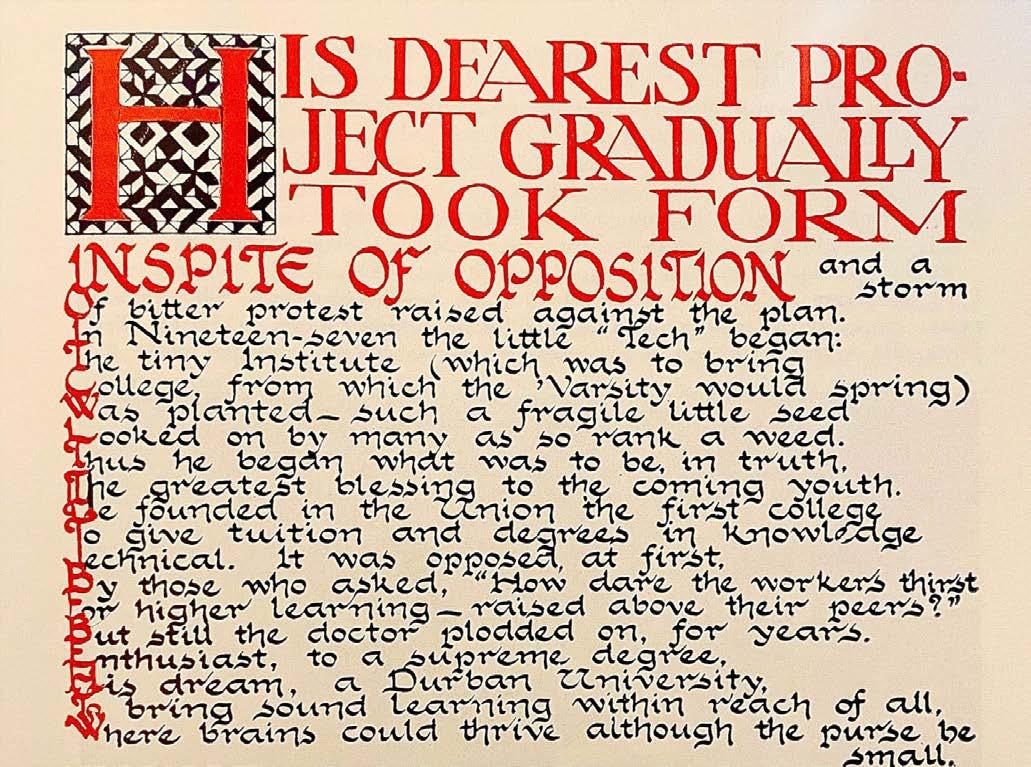 HIS DEAREST PRO-
JECT GRADUALLY
TOOK FORM
INSPITE OF OPPOSITION and a
storm
Of bitter protest raised against the plan.
In Nineteen-seven the little "Tech" began:
The tiny Institute (which was to bring
College, from which the 'Varsity would spring)
Was planted — such a fragile little seed
Looked on by many as so rank a weed.
Thus he began what was to be, in truth,
The greatest blessing to the coming youth.
He founded in the Union the first college
To give tuition and degrees in knowledge
Technical. It was opposed, at first,
By those who asked, "How dare the workers thirst
For higher learning — raised above their peers?"
But still the doctor plodded on, for years.
Enthusiast, to a supreme degree,
His dream, a Durban University,
To bring sound learning within reach of all,
Where brains could thrive although the purse be
small.